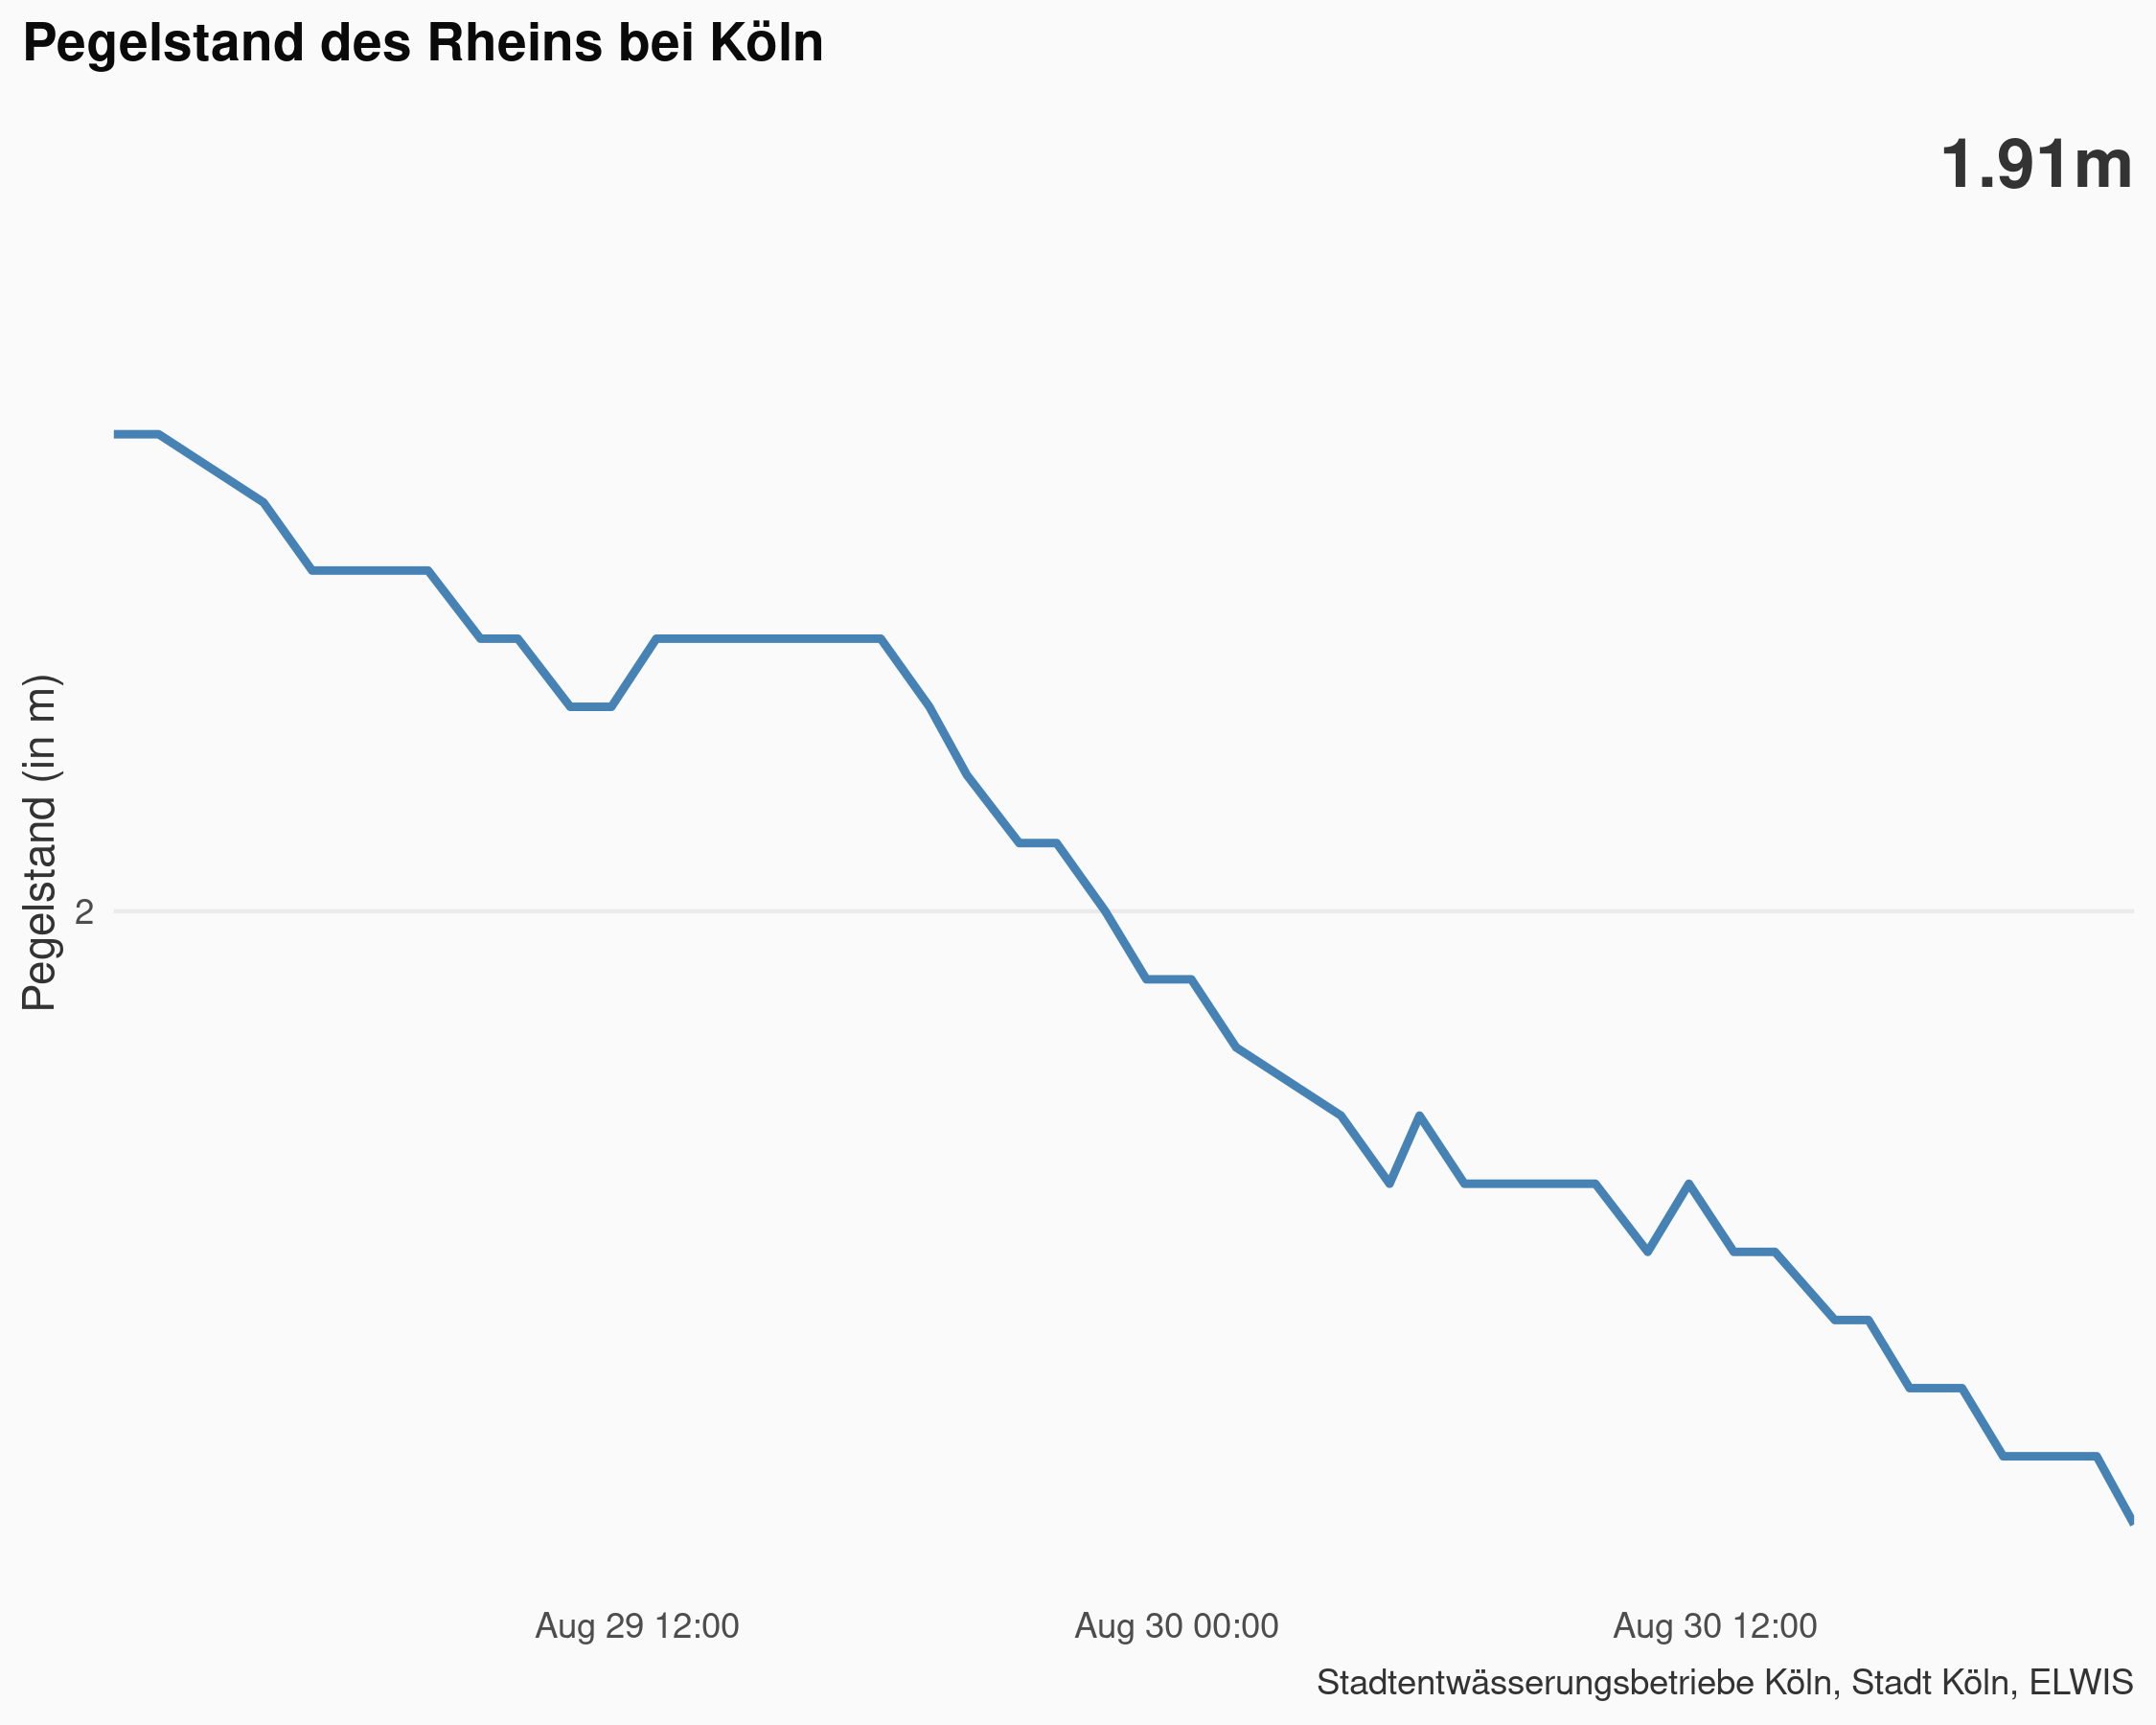 Pegelstand des Rheins bei Köln
1.91m
Pegelstand (in m)
2
Aug 29 12:00
Aug 30 00:00
Aug 30 12:00
Stadtentwässerungsbetriebe Köln, Stadt Köln, ELWIS